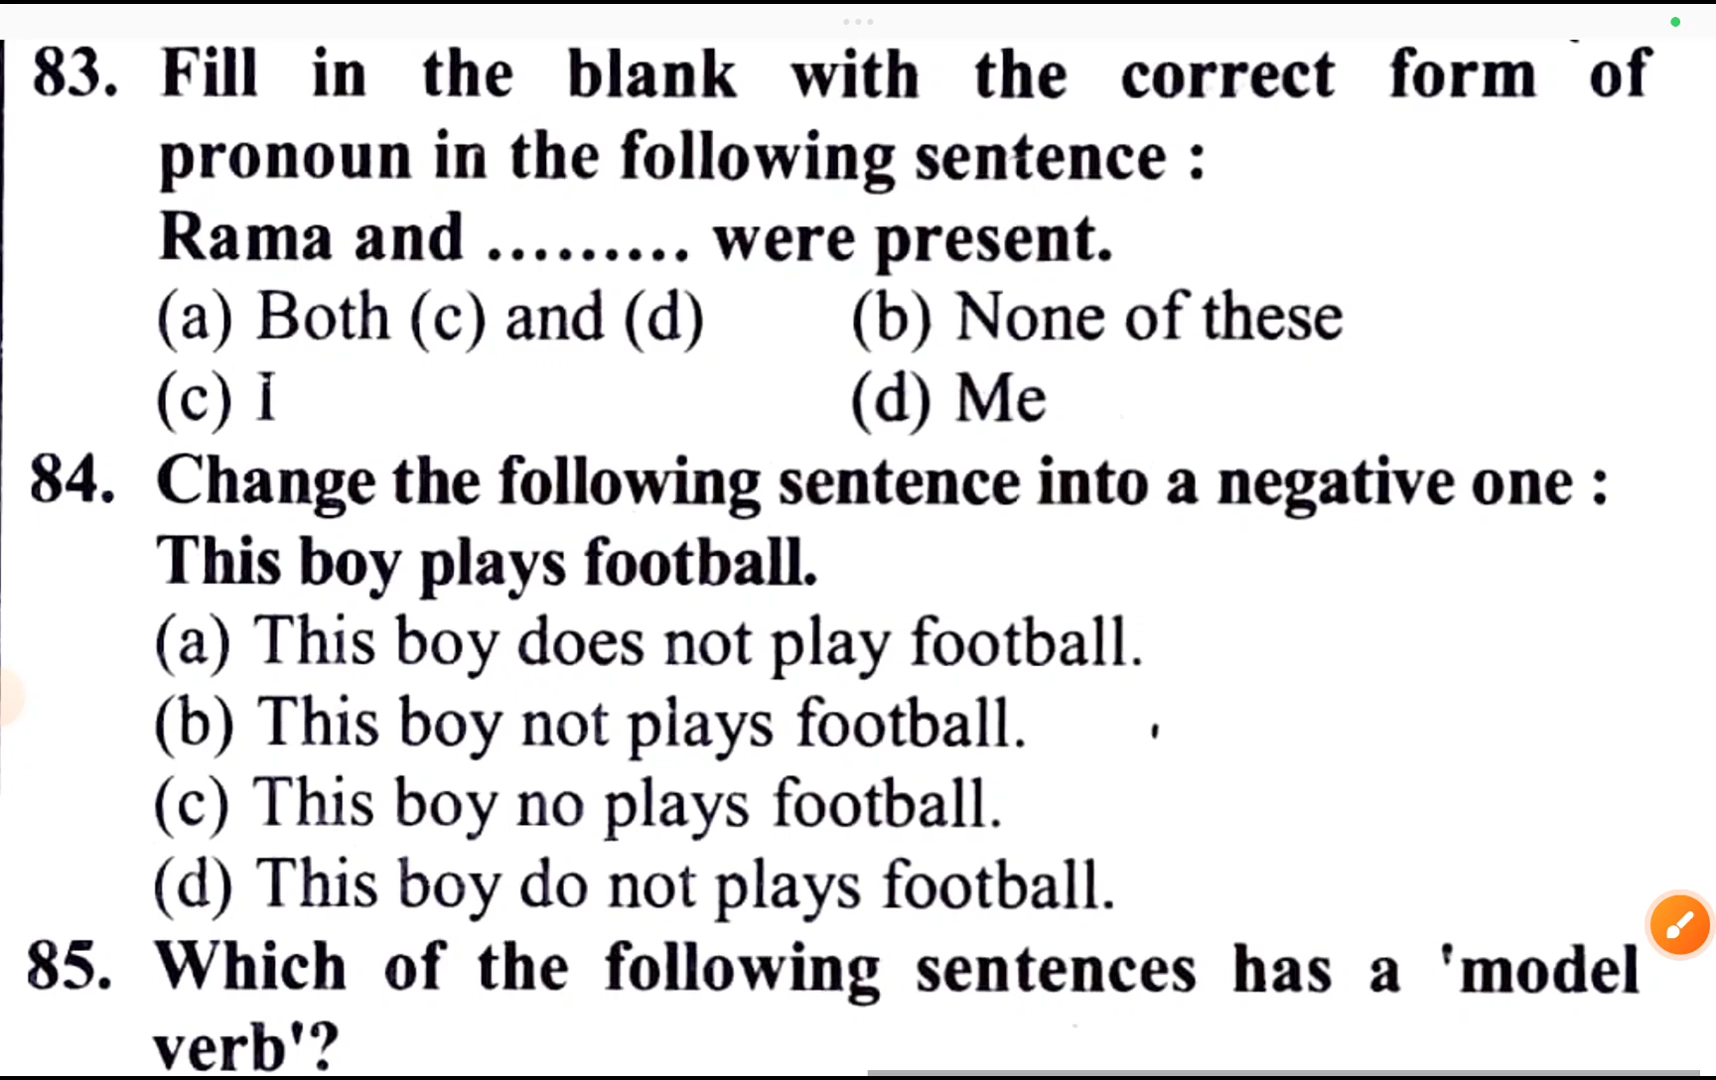 83. Fill in the blank with the correct form of
pronoun in the following sentence :
Rama and ......... were present.
(a) Both (c) and (d) (b) None of these
(c) I (d) Me
84. Change the following sentence into a negative one :
This boy plays football.
(a) This boy does not play football.
(b) This boy not plays football.
(c) This boy no plays football.
(d) This boy do not plays football.
85. Which of the following sentences has a 'model
verb'?